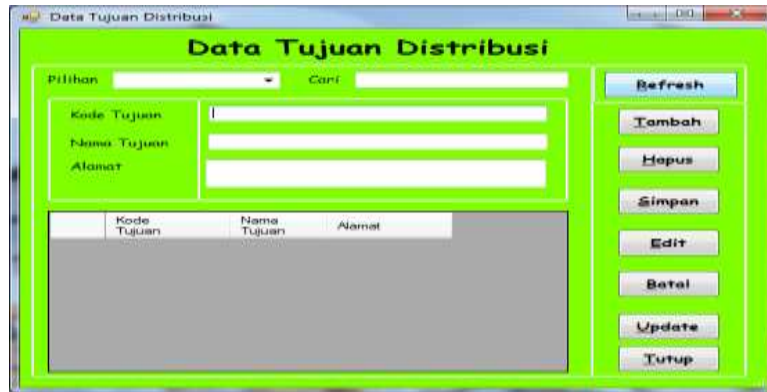 Data Tujuan Distribusi
Data Tujuan Distribusi
Pilihan
Cari
Refresh
Kode Tujuan
Tambah
Nama Tujuan
Alamat
Hapus
Simpan
Kode Tujuan
Nama Tujuan
Alamat
Edit
Batal
Update
Tutup